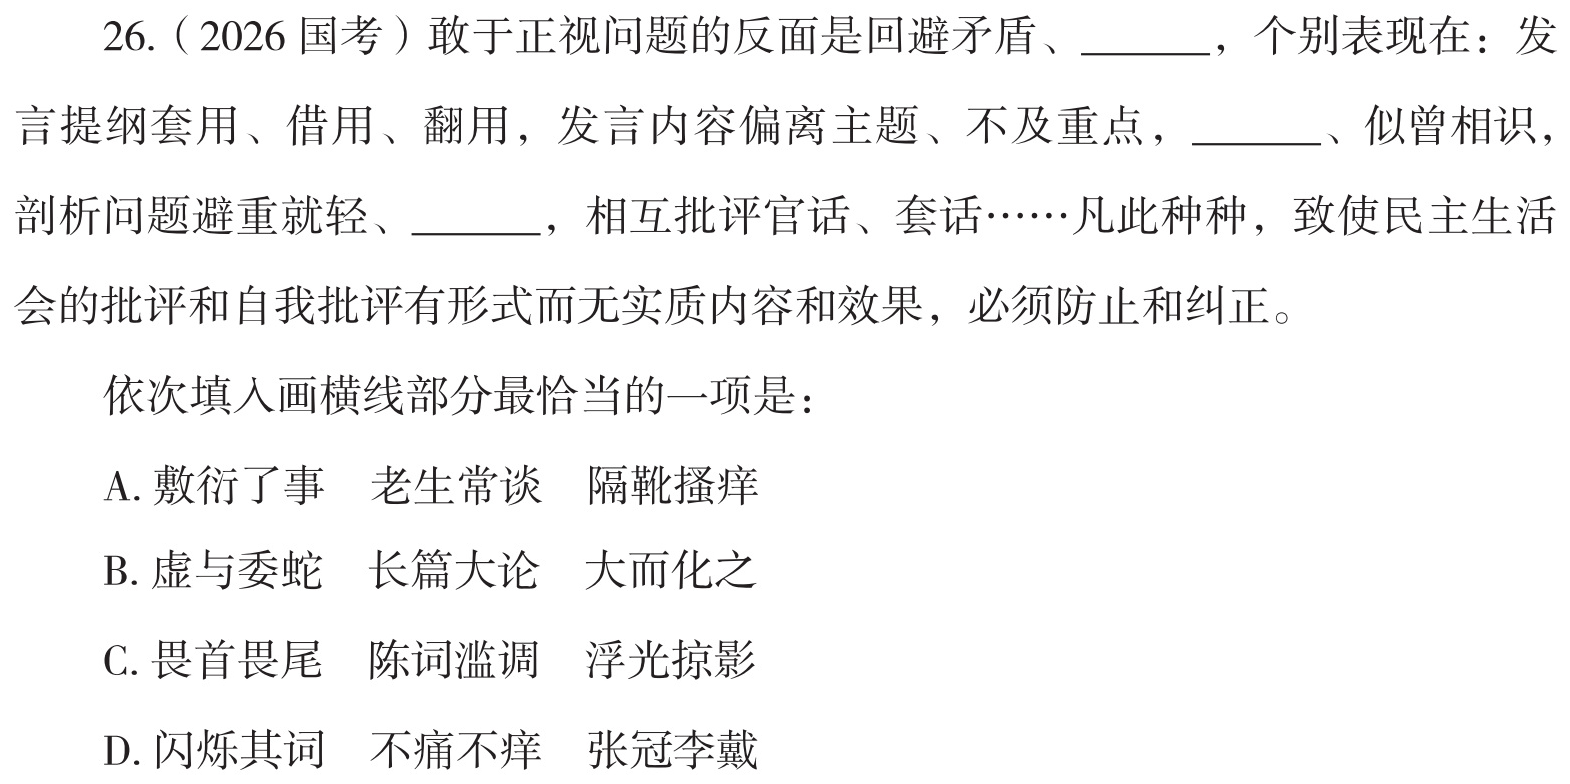 26.（2026 国考）敢于正视问题的反面是回避矛盾、______，个别表现在：发
言提纲套用、借用、翻用，发言内容偏离主题、不及重点，______、似曾相识，
剖析问题避重就轻、______，相互批评官话、套话……凡此种种，致使民主生活
会的批评和自我批评有形式而无实质内容和效果，必须防止和纠正。
依次填入画横线部分最恰当的一项是：
A. 敷衍了事　老生常谈　隔靴搔痒
B. 虚与委蛇　长篇大论　大而化之
C. 畏首畏尾　陈词滥调　浮光掠影
D. 闪烁其词　不痛不痒　张冠李戴